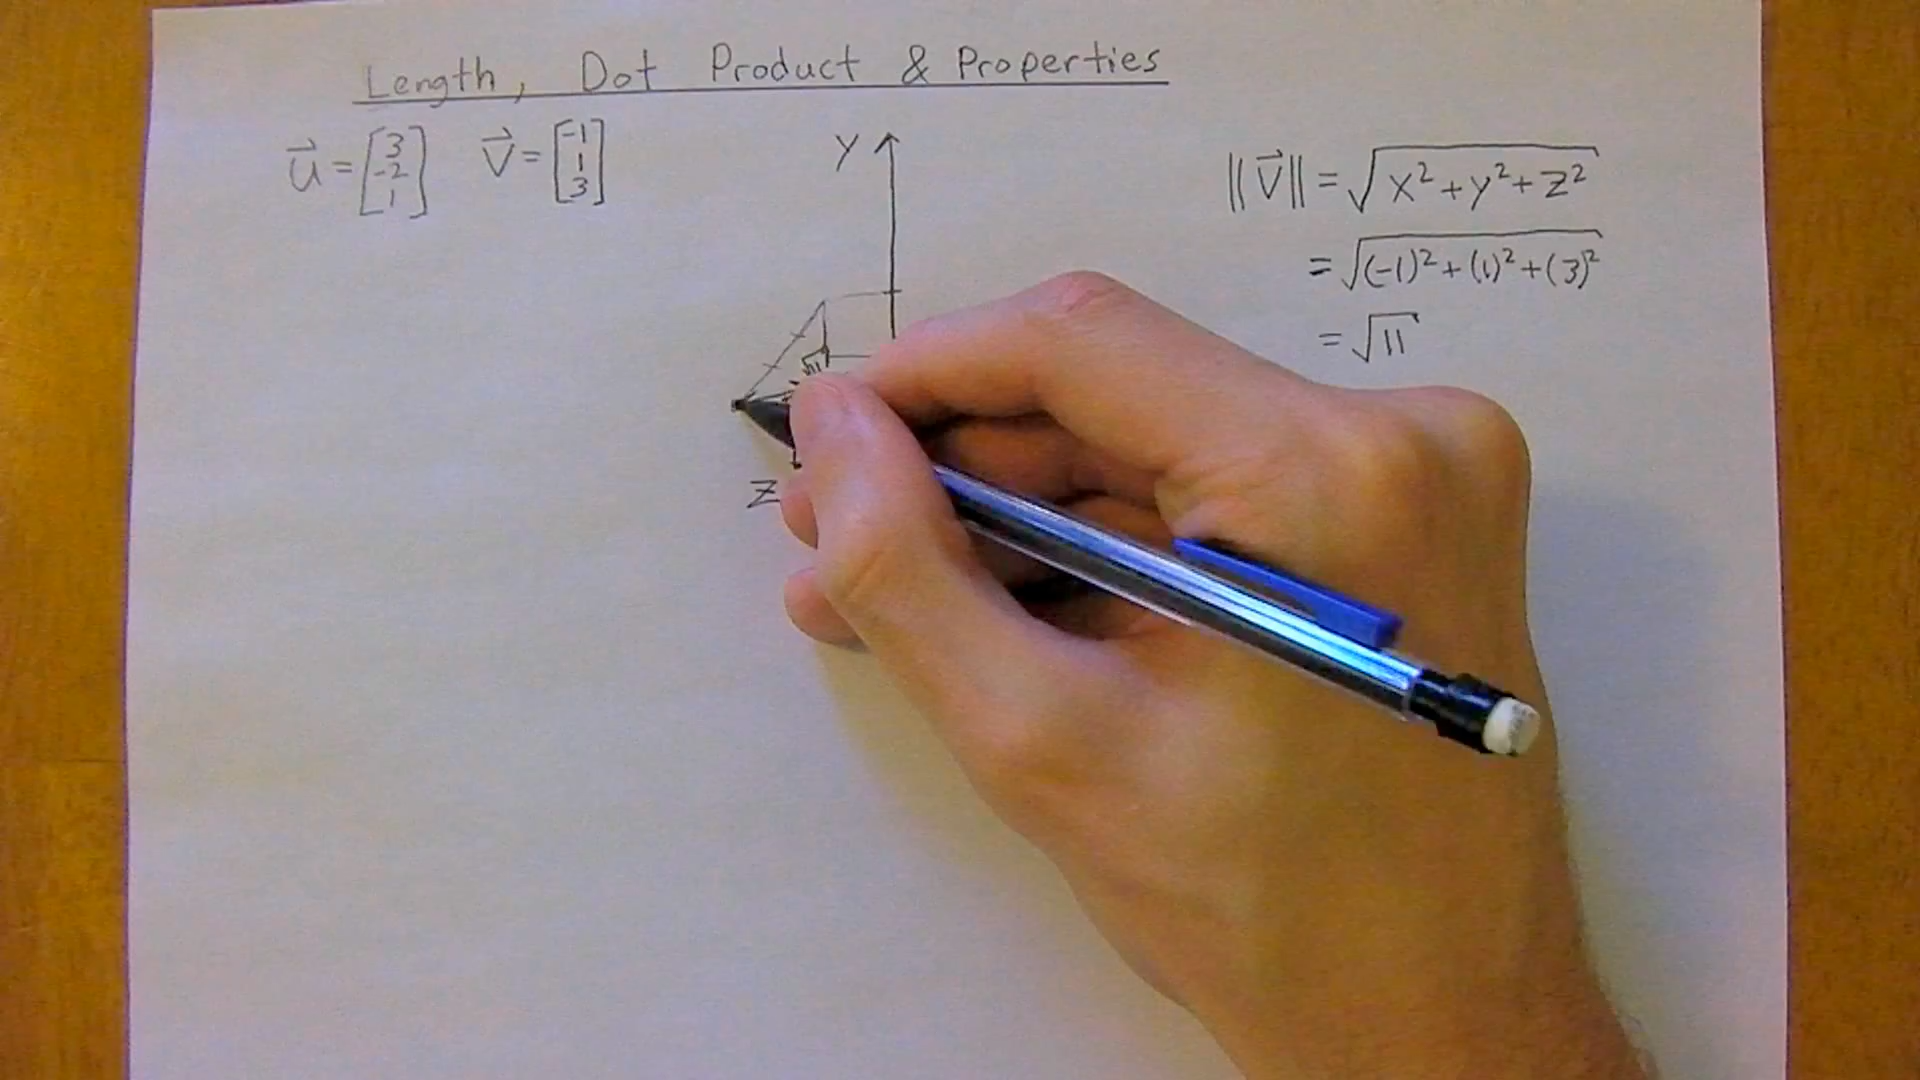 Length, Dot Product & Properties
u⃗ = [3 -2 1] v⃗ = [-1 1 3]
y
||v⃗|| = √(x² + y² + z²)
= √((-1)² + (1)² + (3)²)
= √11
√11
z